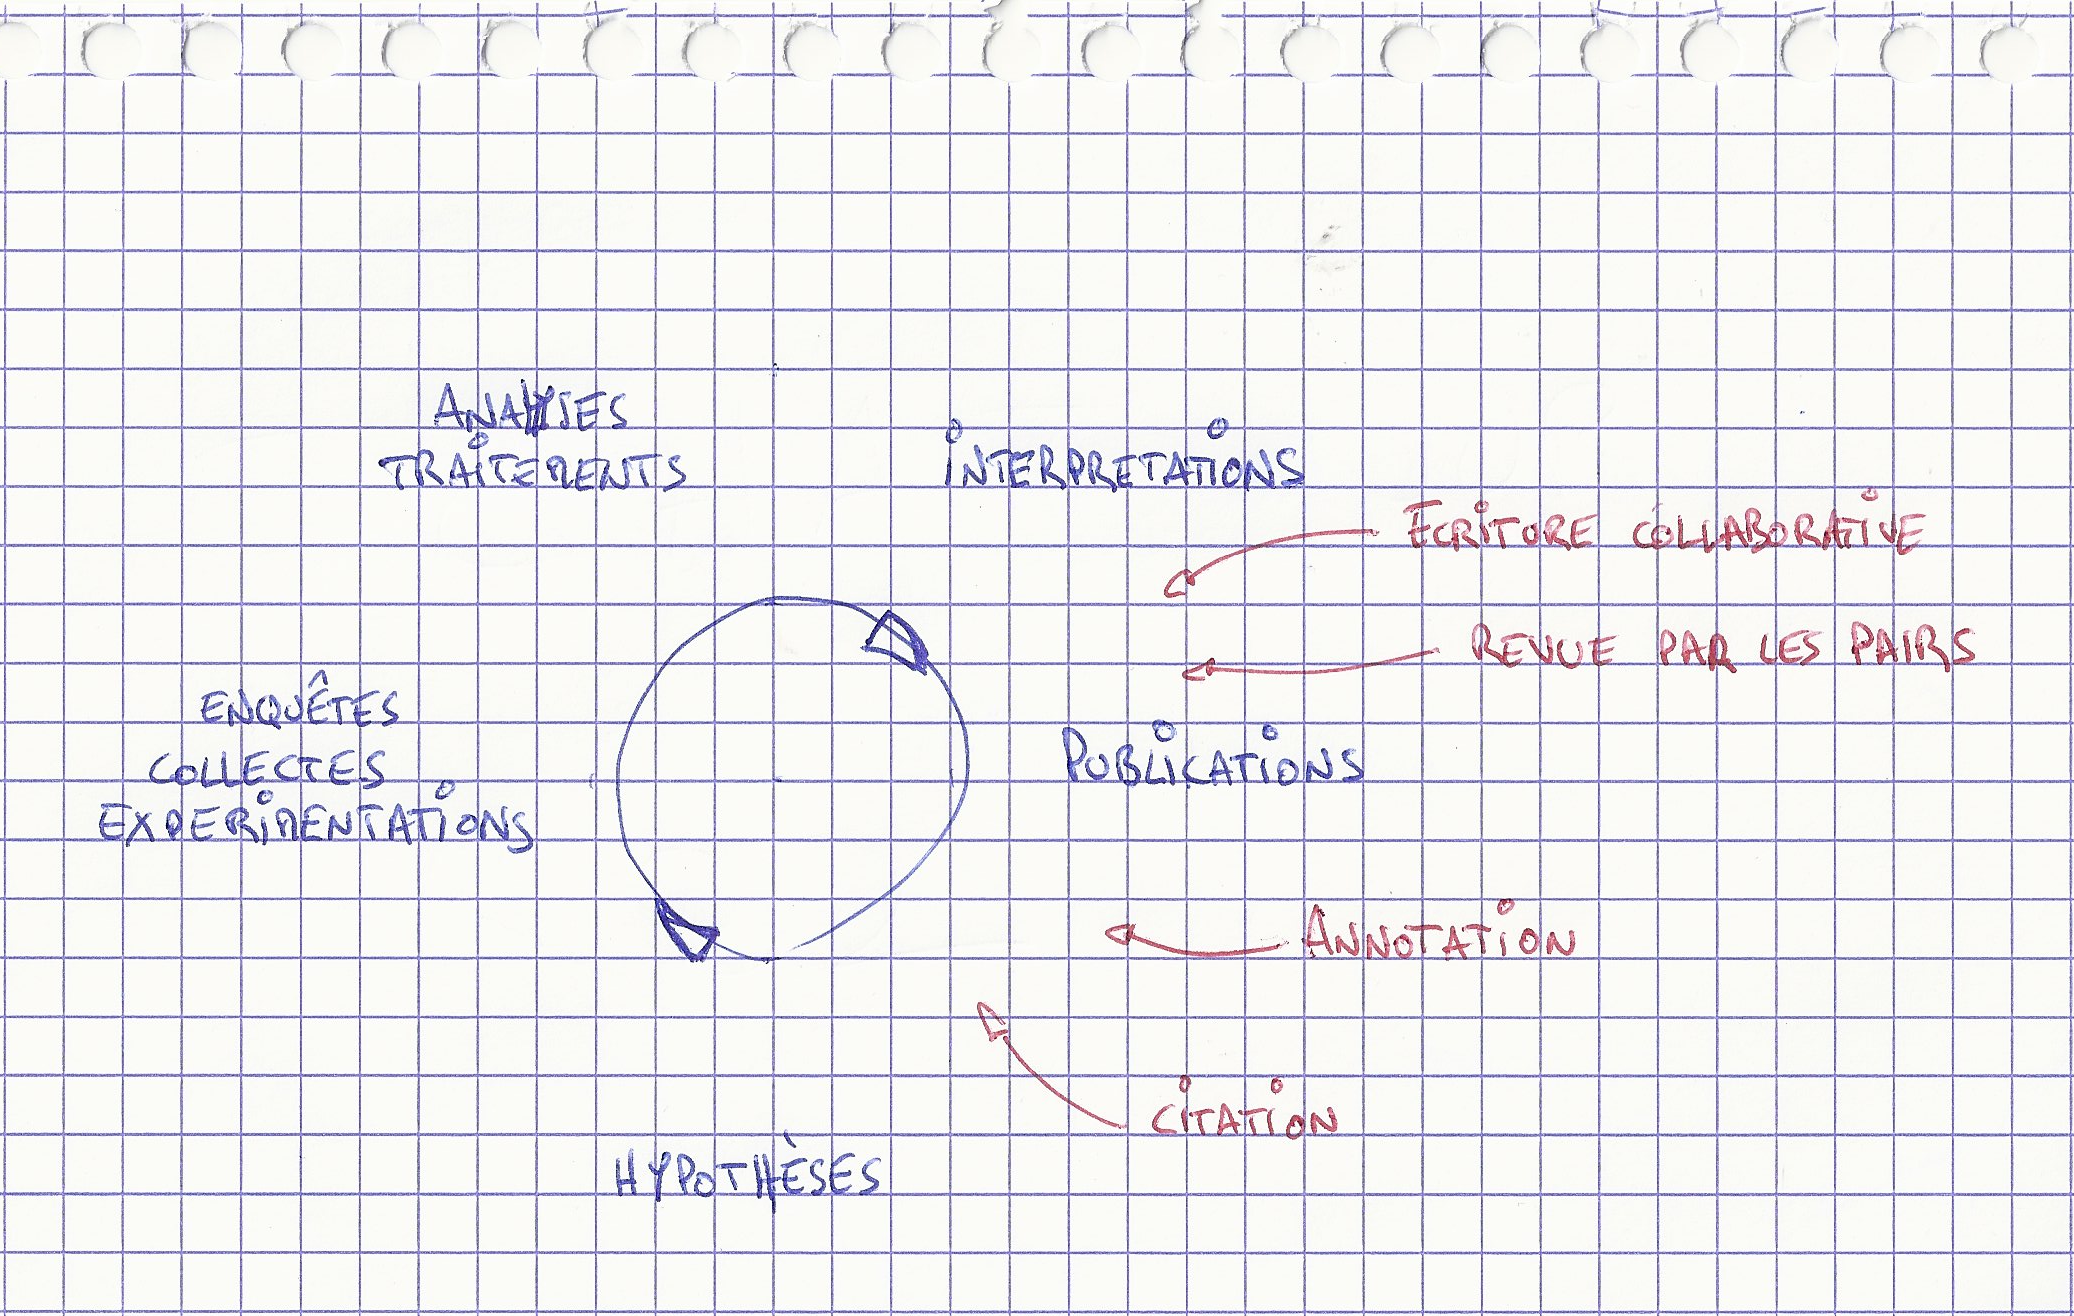 ANALYSES
TRAITEMENTS
INTERPRETATIONS
ECRITURE COLLABORATIVE
REVUE PAR LES PAIRS
ENQUÊTES
COLLECTES
EXPERIMENTATIONS
PUBLICATIONS
ANNOTATION
CITATION
HYPOTHÈSES